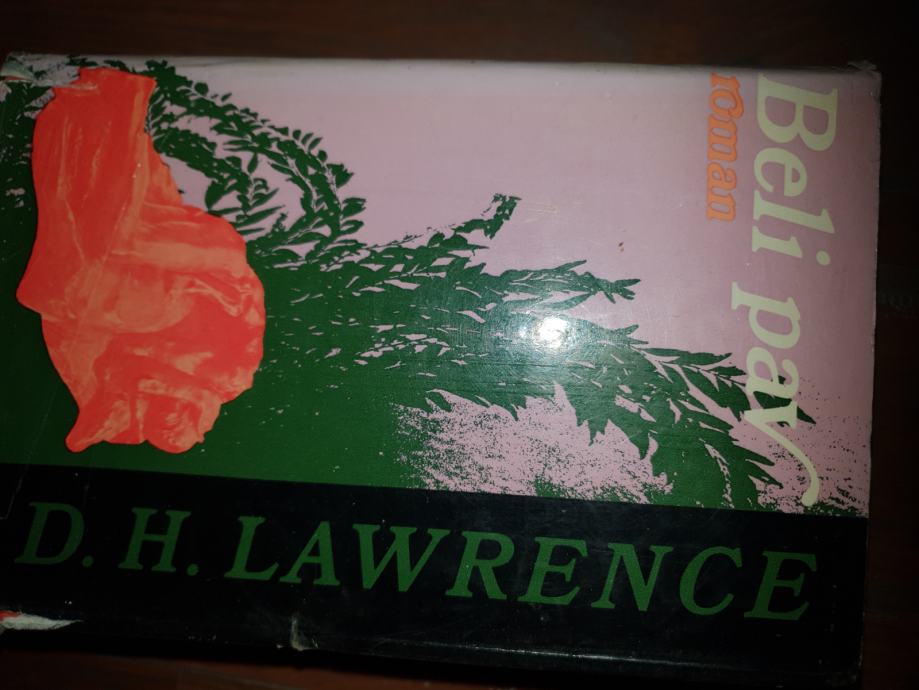 Beli pav
roman
D. H. LAWRENCE